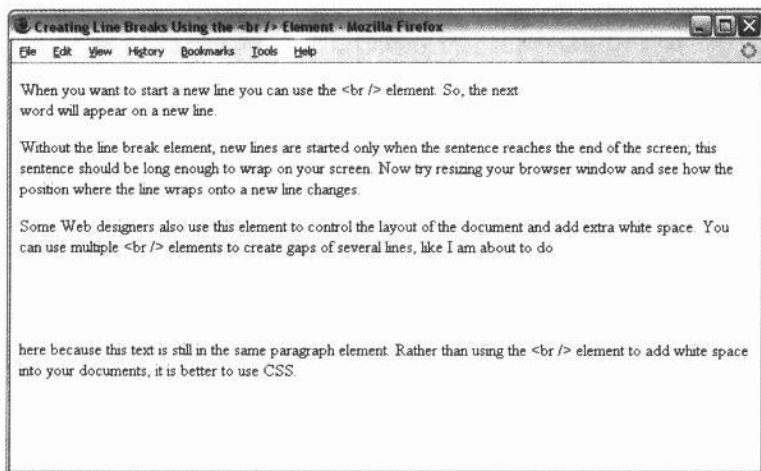 Creating Line Breaks Using the <br /> Element - Mozilla Firefox
File Edit View History Bookmarks Tools Help
When you want to start a new line you can use the <br /> element. So, the next
word will appear on a new line.
Without the line break element, new lines are started only when the sentence reaches the end of the screen; this
sentence should be long enough to wrap on your screen. Now try resizing your browser window and see how the
position where the line wraps onto a new line changes.
Some Web designers also use this element to control the layout of the document and add extra white space. You
can use multiple <br /> elements to create gaps of several lines, like I am about to do
here because this text is still in the same paragraph element. Rather than using the <br /> element to add white space
into your documents, it is better to use CSS.